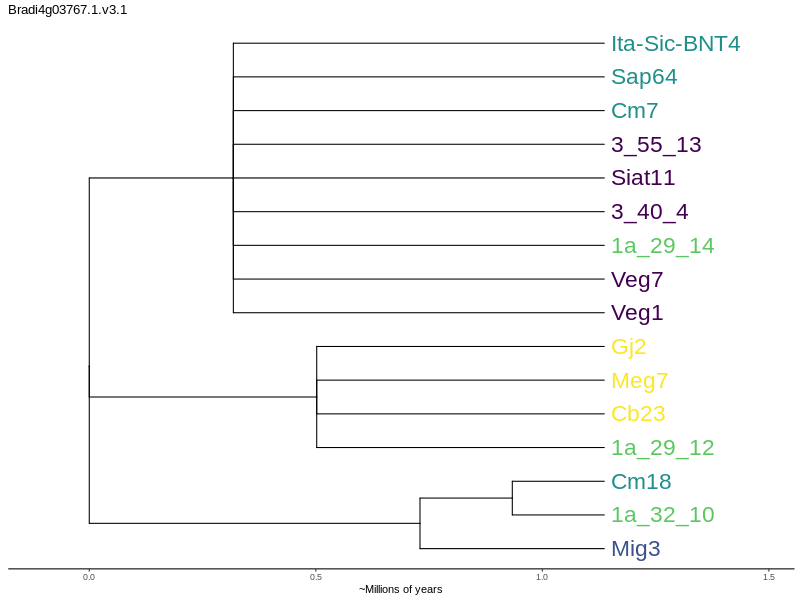 Bradi4g03767.1.v3.1
Ita-Sic-BNT4
Sap64
Cm7
3_55_13
Siat11
3_40_4
1a_29_14
Veg7
Veg1
Gj2
Meg7
Cb23
1a_29_12
Cm18
1a_32_10
Mig3
0.0 0.5 1.0 1.5
~Millions of years